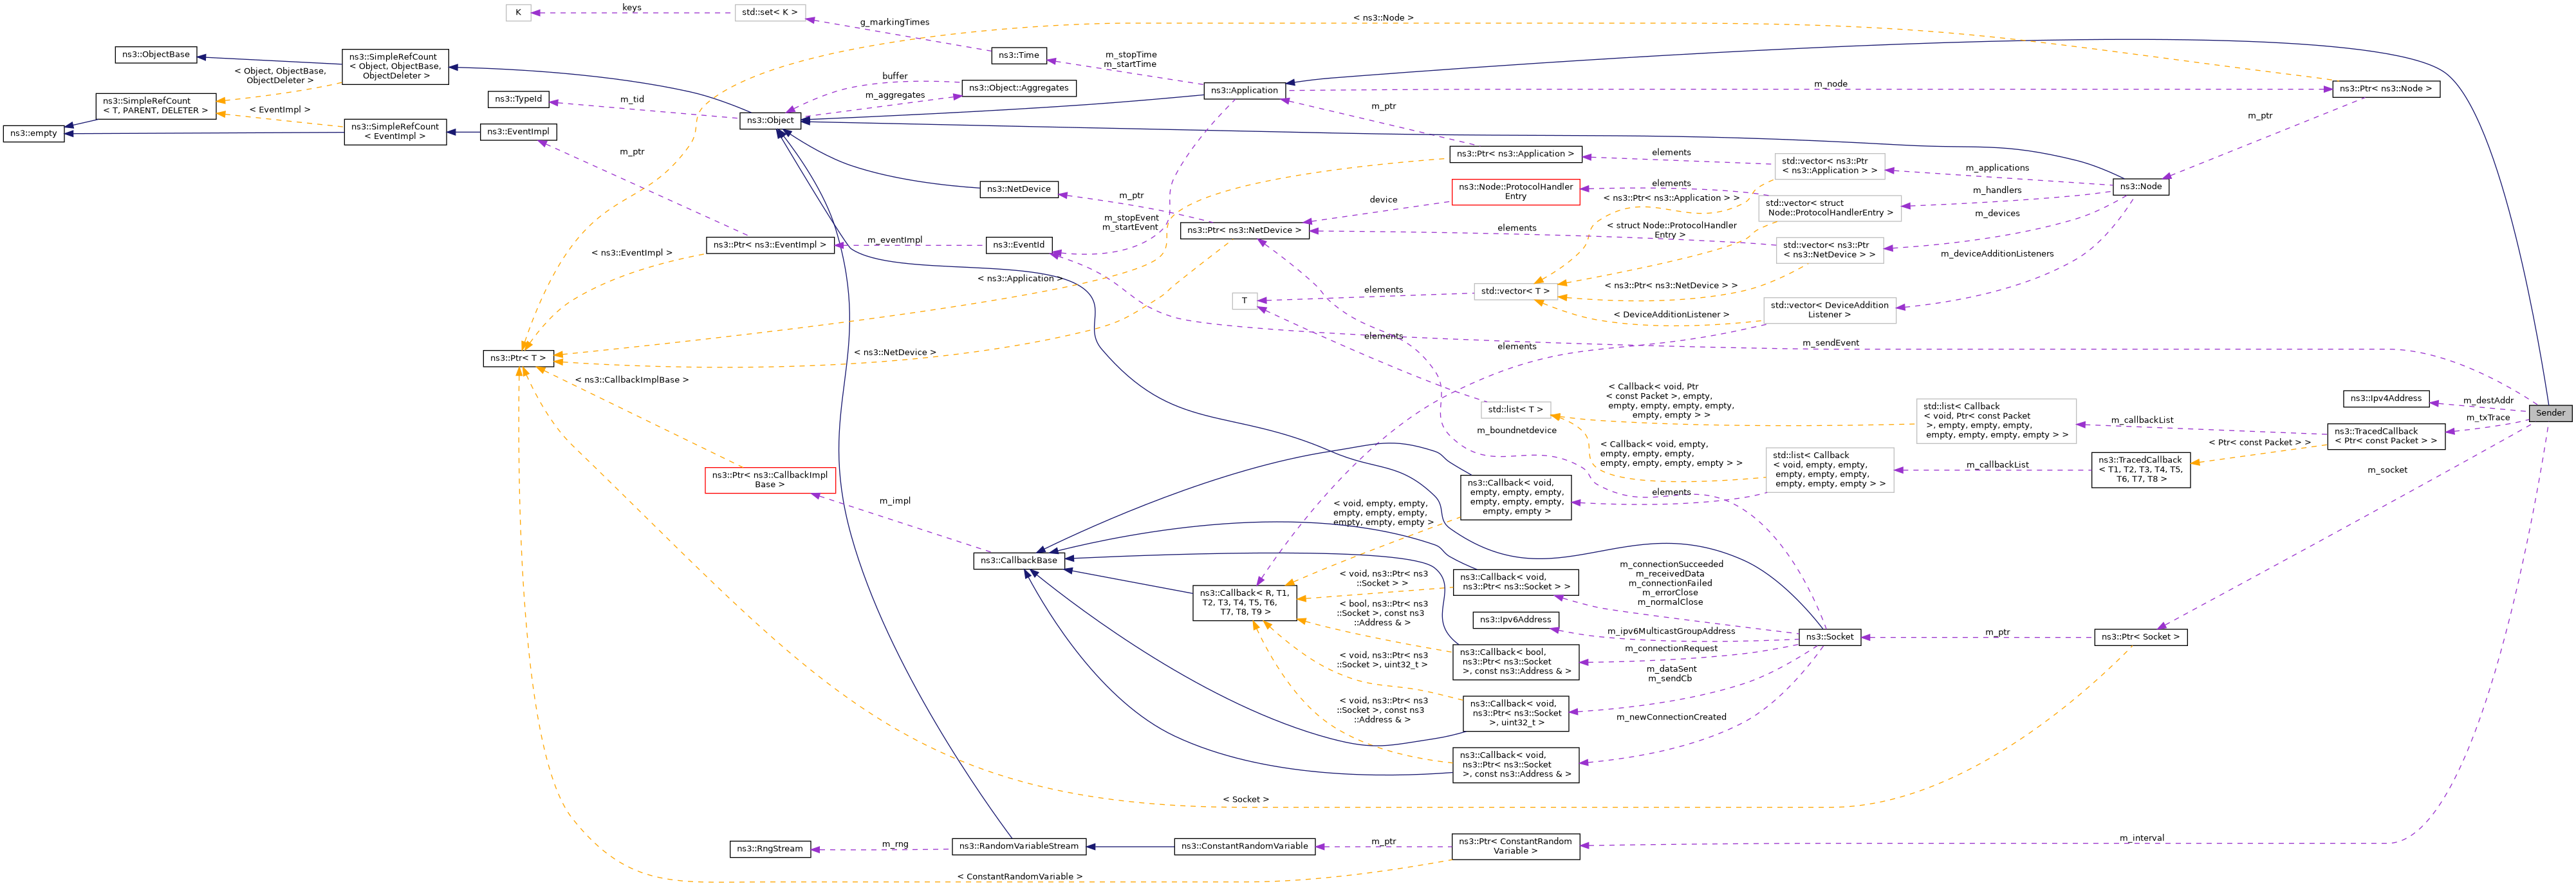 K
keys
std::set< K >
g_markingTimes
< ns3::Node >
ns3::ObjectBase
ns3::SimpleRefCount
< Object, ObjectBase,
ObjectDeleter >
ns3::Time
m_stopTime
m_startTime
< Object, ObjectBase,
ObjectDeleter >
buffer
ns3::Object::Aggregates
m_aggregates
ns3::Application
m_node
ns3::Ptr< ns3::Node >
ns3::SimpleRefCount
< T, PARENT, DELETER >
< EventImpl >
ns3::TypeId
m_tid
ns3::Object
m_ptr
m_ptr
ns3::empty
ns3::SimpleRefCount
< EventImpl >
ns3::EventImpl
m_ptr
ns3::Ptr< ns3::Application >
elements
std::vector< ns3::Ptr
< ns3::Application > >
m_applications
ns3::Node
ns3::NetDevice
m_ptr
ns3::Node::ProtocolHandler
Entry
elements
device
< ns3::Ptr< ns3::Application > >
std::vector< struct
Node::ProtocolHandlerEntry >
m_handlers
m_devices
m_stopEvent
m_startEvent
ns3::Ptr< ns3::NetDevice >
elements
< struct Node::ProtocolHandler
Entry >
std::vector< ns3::Ptr
< ns3::NetDevice > >
m_deviceAdditionListeners
ns3::Ptr< ns3::EventImpl >
m_eventImpl
ns3::EventId
< ns3::EventImpl >
< ns3::Application >
T
elements
std::vector< T >
< ns3::Ptr< ns3::NetDevice > >
std::vector< DeviceAddition
Listener >
< DeviceAdditionListener >
elements
elements
m_sendEvent
ns3::Ptr< T >
< ns3::NetDevice >
< ns3::CallbackImplBase >
< Callback< void, Ptr
< const Packet >, empty,
empty, empty, empty, empty,
empty, empty > >
std::list< T >
m_boundnetdevice
std::list< Callback
< void, Ptr< const Packet
>, empty, empty, empty,
empty, empty, empty, empty > >
m_callbackList
ns3::Ipv4Address
m_destAddr
m_txTrace
Sender
ns3::TracedCallback
< Ptr< const Packet > >
< Ptr< const Packet > >
< Callback< void, empty,
empty, empty, empty,
empty, empty, empty, empty > >
std::list< Callback
< void, empty, empty,
empty, empty, empty,
empty, empty, empty > >
m_callbackList
ns3::TracedCallback
< T1, T2, T3, T4, T5,
T6, T7, T8 >
m_socket
ns3::Ptr< ns3::CallbackImpl
Base >
m_impl
ns3::Callback< void,
empty, empty, empty,
empty, empty, empty,
empty, empty >
elements
< void, empty, empty,
empty, empty, empty,
empty, empty, empty >
ns3::CallbackBase
ns3::Callback< R, T1,
T2, T3, T4, T5, T6,
T7, T8, T9 >
< void, ns3::Ptr< ns3
::Socket > >
ns3::Callback< void,
ns3::Ptr< ns3::Socket > >
m_connectionSucceeded
m_receivedData
m_connectionFailed
m_errorClose
m_normalClose
< bool, ns3::Ptr< ns3
::Socket >, const ns3
::Address & >
ns3::Ipv6Address
m_ipv6MulticastGroupAddress
ns3::Socket
m_ptr
ns3::Ptr< Socket >
ns3::Callback< bool,
ns3::Ptr< ns3::Socket
>, const ns3::Address & >
m_connectionRequest
< void, ns3::Ptr< ns3
::Socket >, uint32_t >
m_dataSent
m_sendCb
ns3::Callback< void,
ns3::Ptr< ns3::Socket
>, uint32_t >
< void, ns3::Ptr< ns3
::Socket >, const ns3
::Address & >
m_newConnectionCreated
ns3::Callback< void,
ns3::Ptr< ns3::Socket
>, const ns3::Address & >
< Socket >
ns3::RngStream
m_rng
ns3::RandomVariableStream
ns3::ConstantRandomVariable
m_ptr
ns3::Ptr< ConstantRandom
Variable >
m_interval
< ConstantRandomVariable >